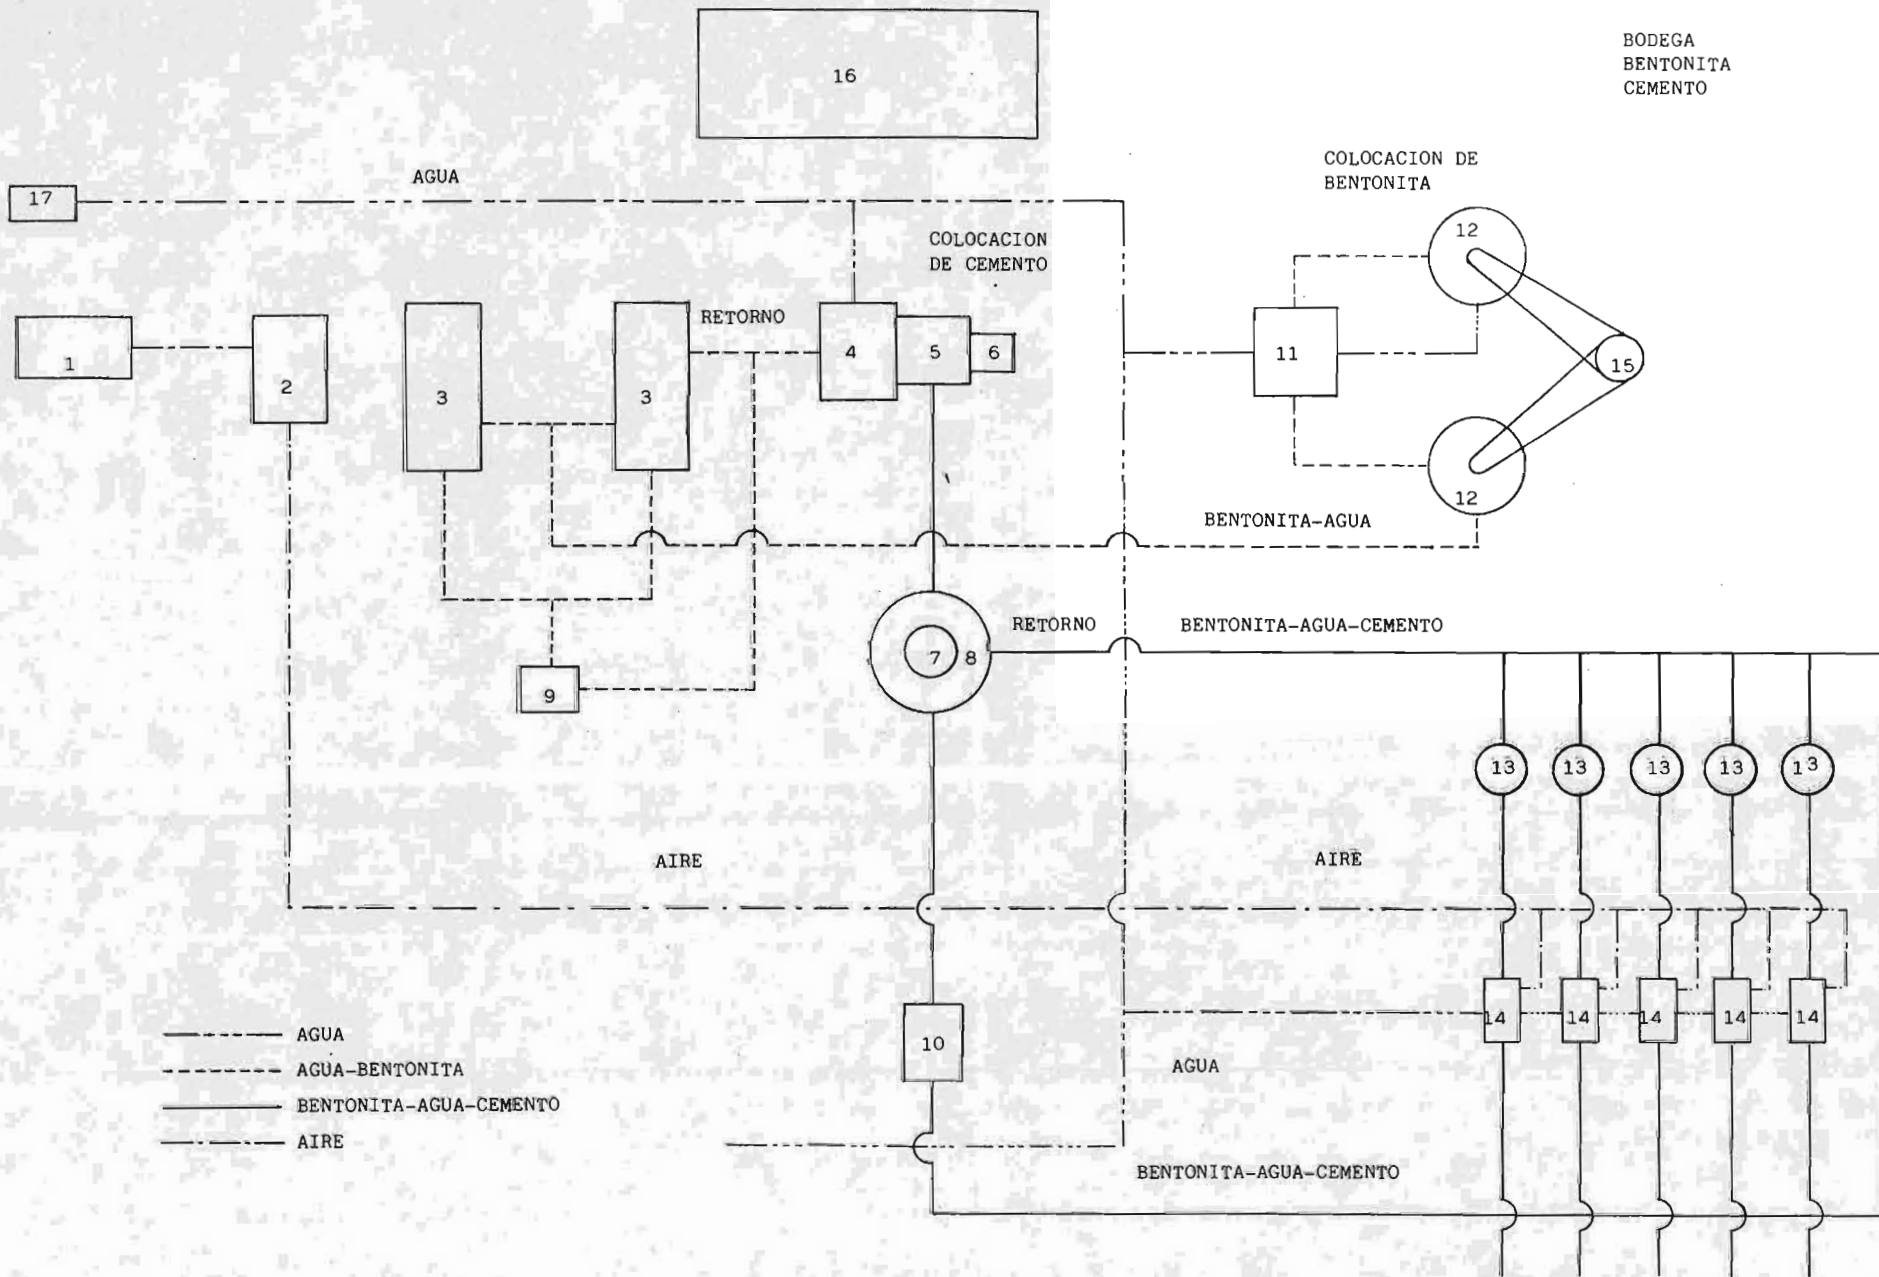 16
BODEGA
BENTONITA
CEMENTO
17
AGUA
COLOCACION DE
BENTONITA
COLOCACION
DE CEMENTO
12
1
2
3
3
RETORNO
4
5
6
11
15
12
BENTONITA-AGUA
7
8
RETORNO
BENTONITA-AGUA-CEMENTO
9
13
13
13
13
13
AIRE
AIRE
10
14
14
14
14
14
AGUA
AGUA
AGUA-BENTONITA
BENTONITA-AGUA-CEMENTO
AIRE
BENTONITA-AGUA-CEMENTO